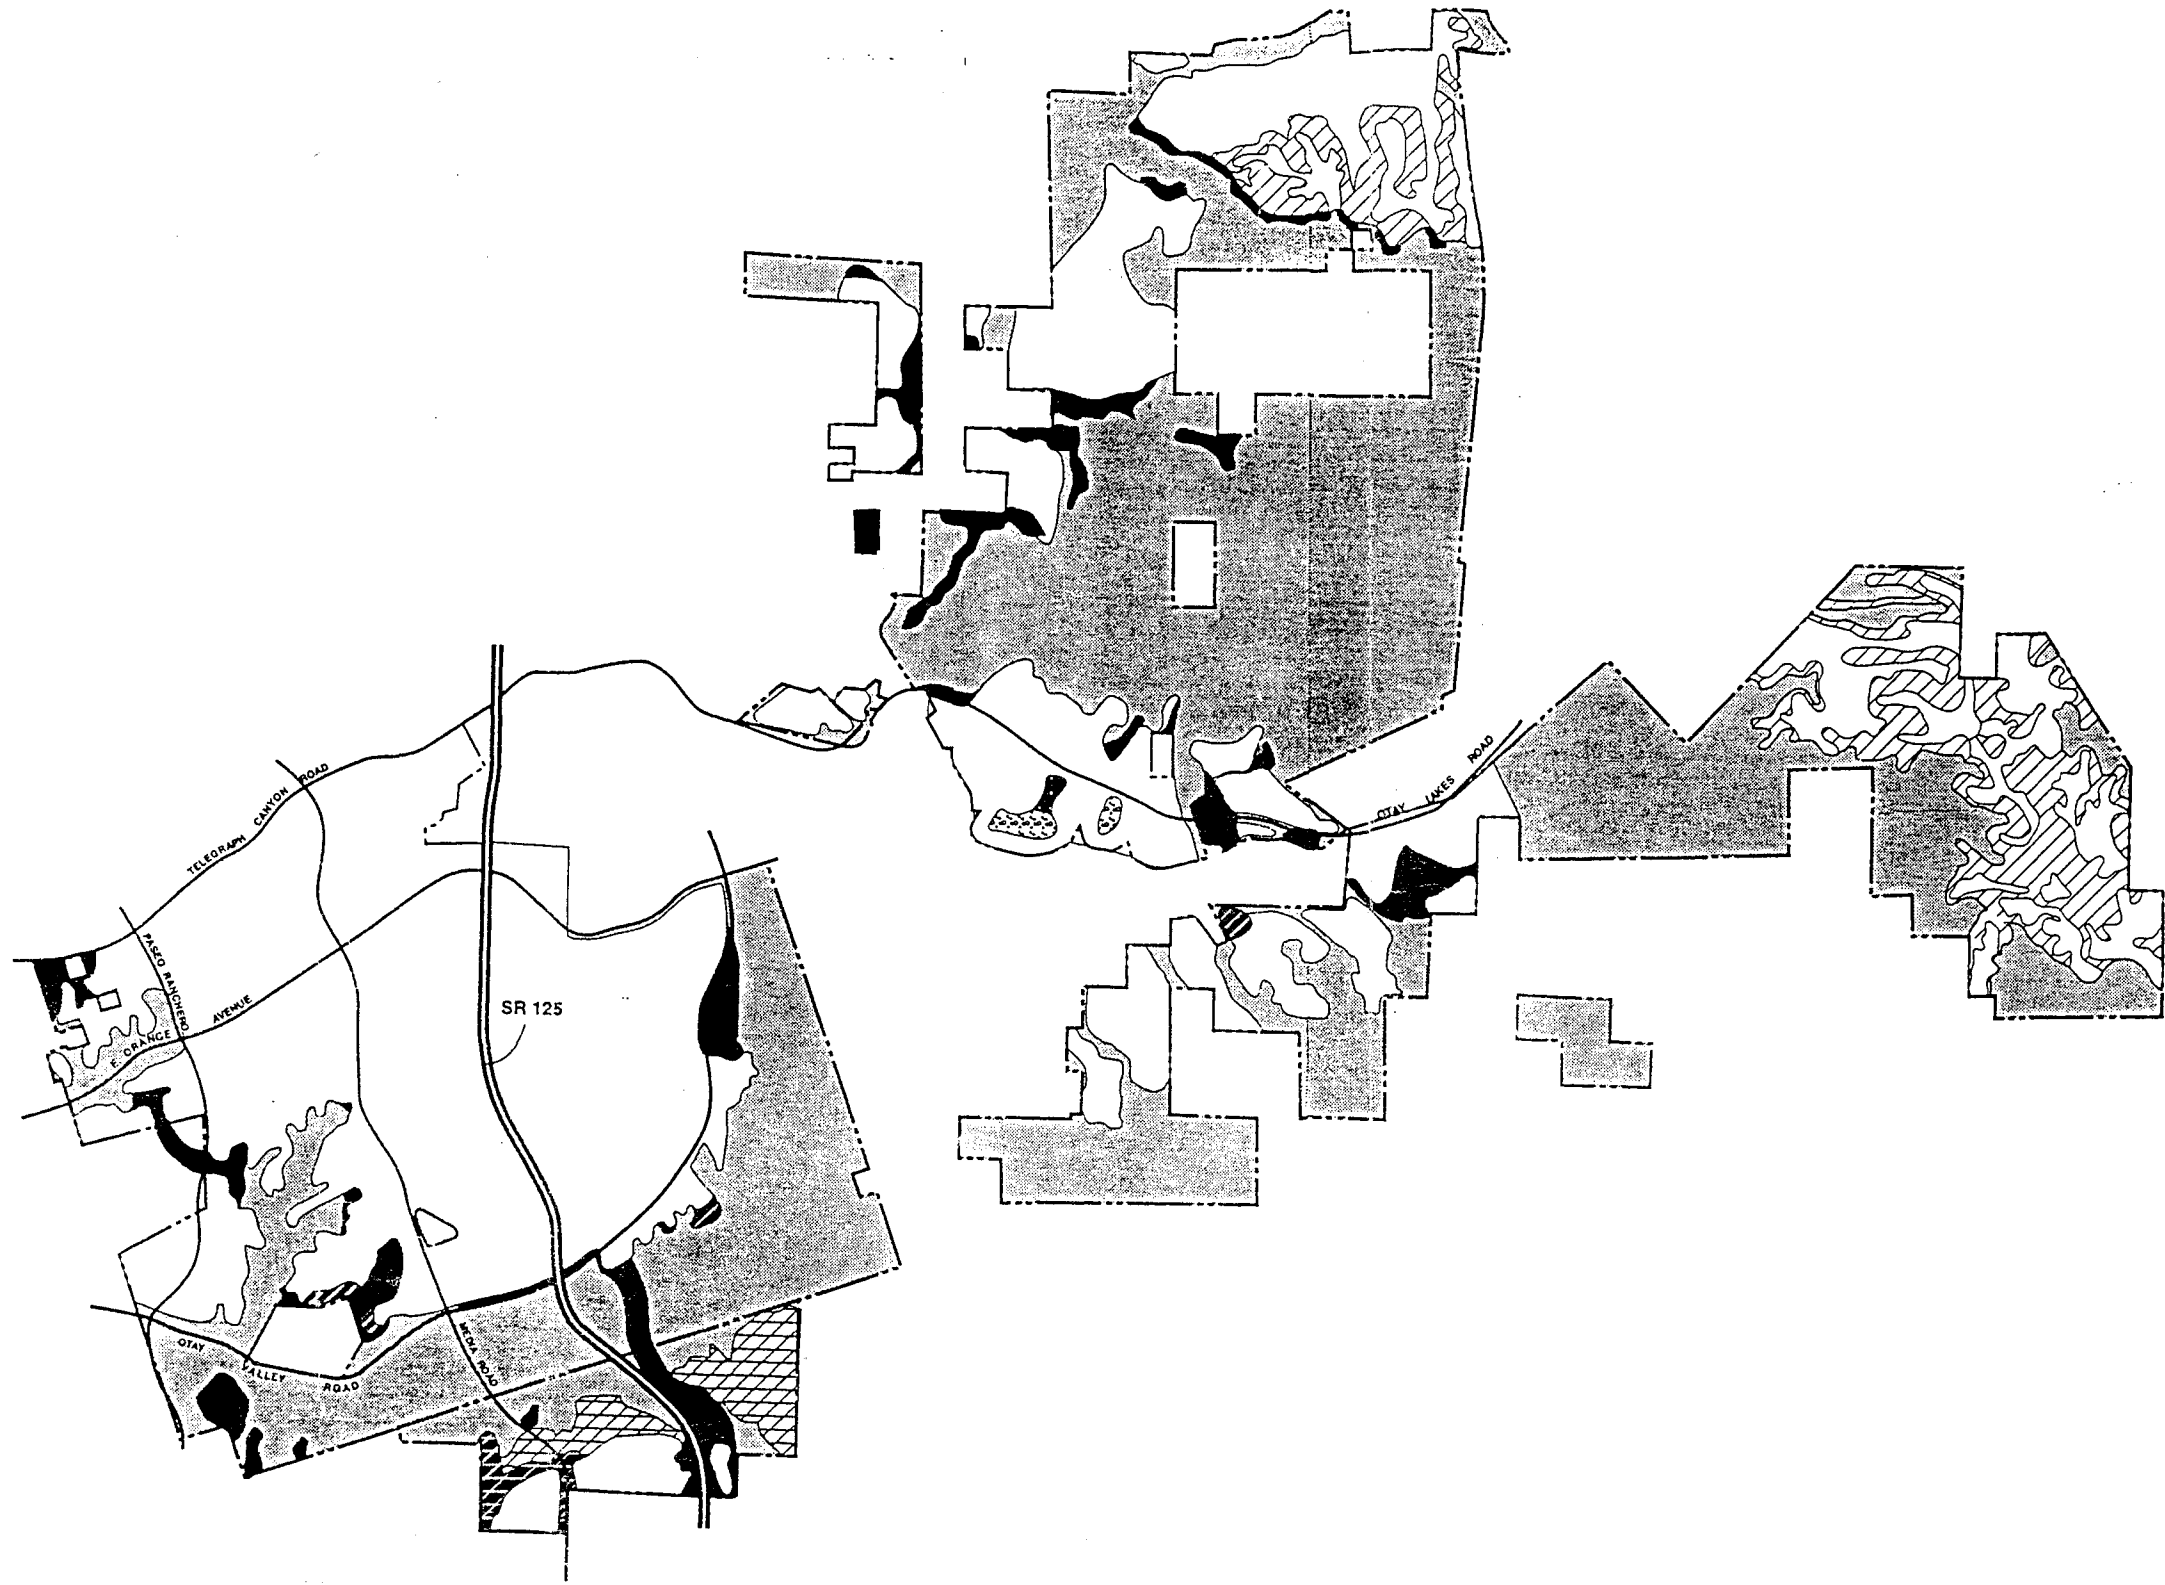 OTAY LAKES ROAD
TELEGRAPH CANYON ROAD
PASEO RANCHERO
E. ORANGE AVENUE
SR 125
OTAY VALLEY ROAD
MEDIA ROAD